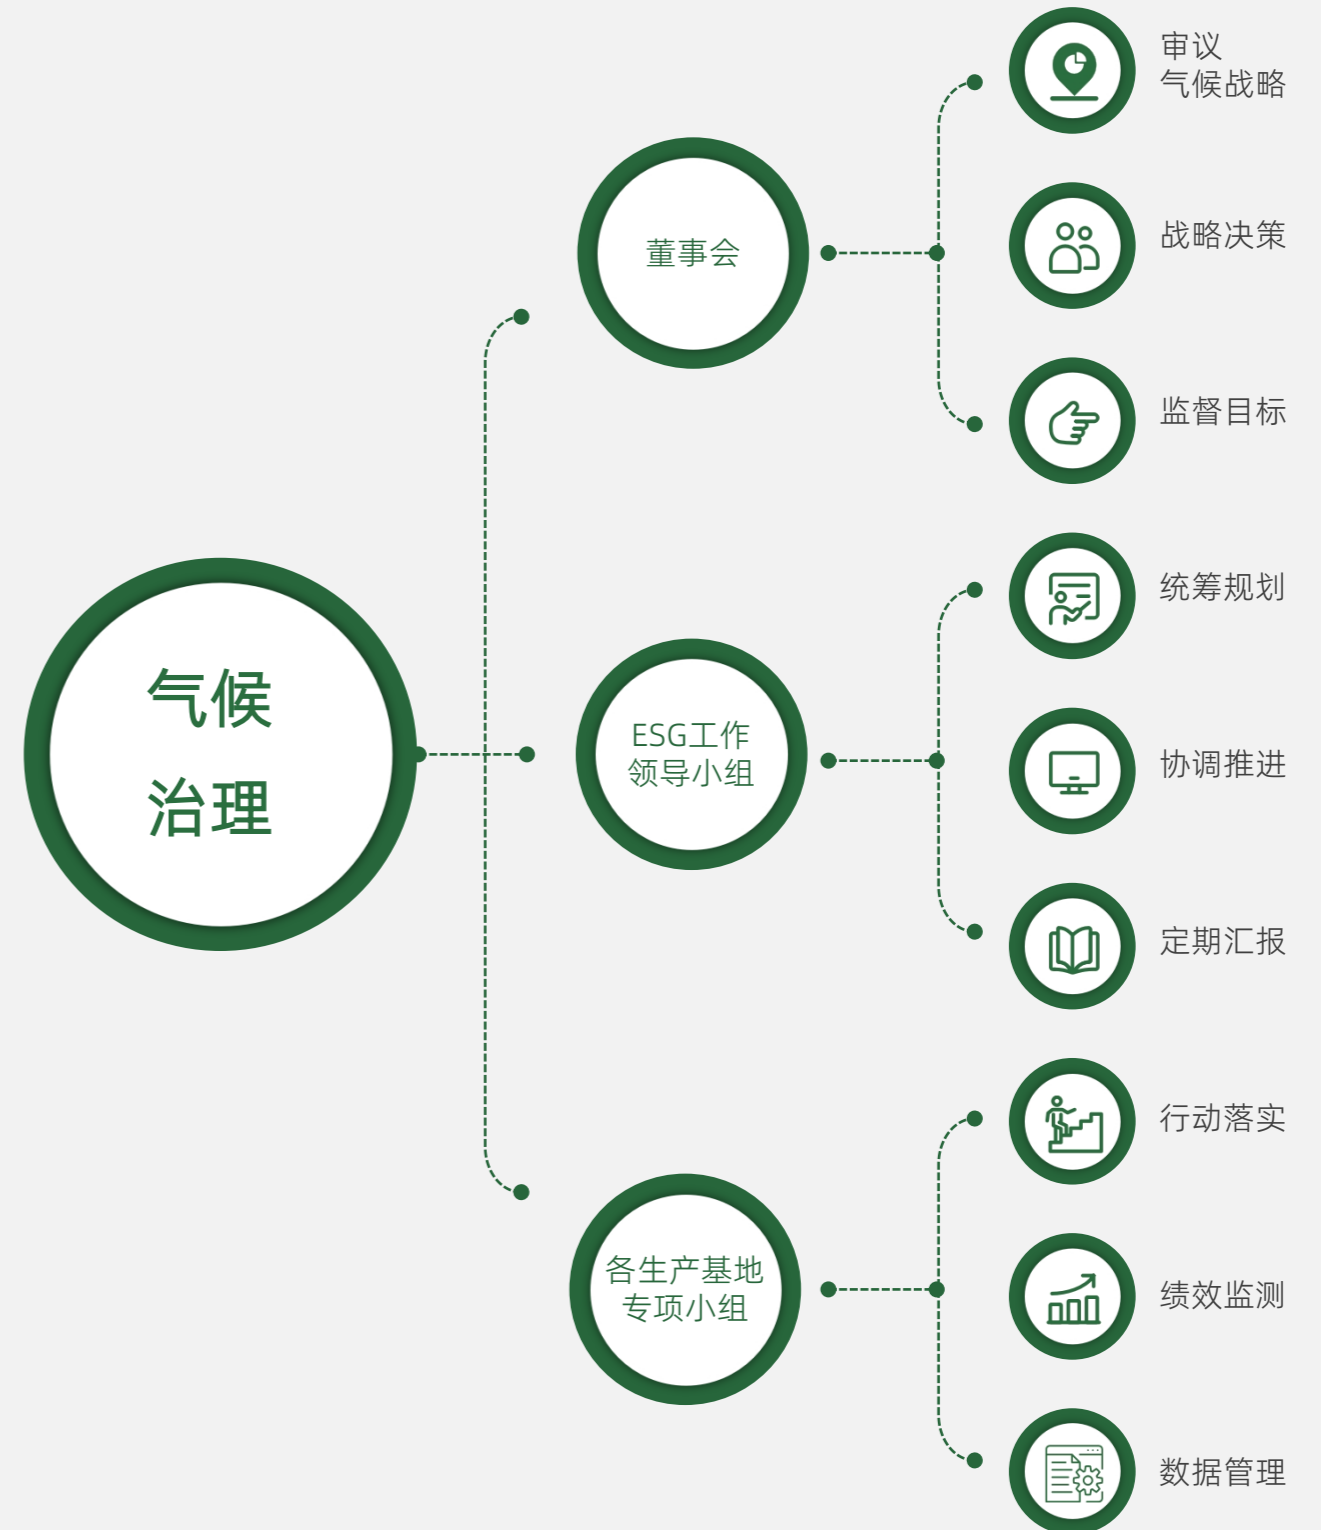 气候
治理
董事会
审议
气候战略
战略决策
监督目标
ESG工作
领导小组
统筹规划
协调推进
定期汇报
各生产基地
专项小组
行动落实
绩效监测
数据管理